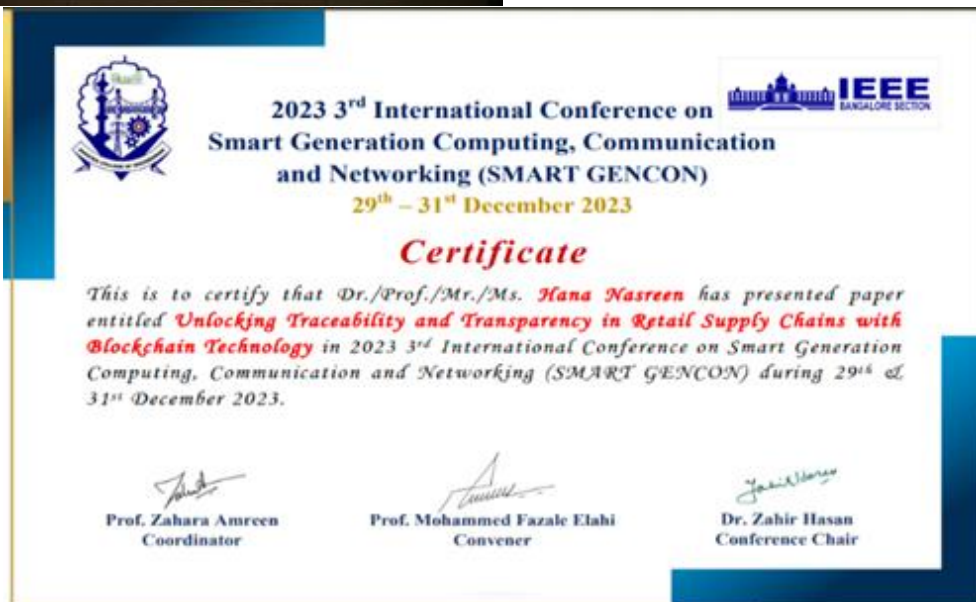 IEEE
BANGALORE SECTION
2023 3rd International Conference on
Smart Generation Computing, Communication
and Networking (SMART GENCON)
29th – 31st December 2023
Certificate
This is to certify that Dr./Prof./Mr./Ms. Hana Nasreen has presented paper
entitled Unlocking Traceability and Transparency in Retail Supply Chains with
Blockchain Technology in 2023 3rd International Conference on Smart Generation
Computing, Communication and Networking (SMART GENCON) during 29th &
31st December 2023.
Prof. Zahara Amreen
Coordinator
Prof. Mohammed Fazale Elahi
Convener
Dr. Zahir Hasan
Conference Chair